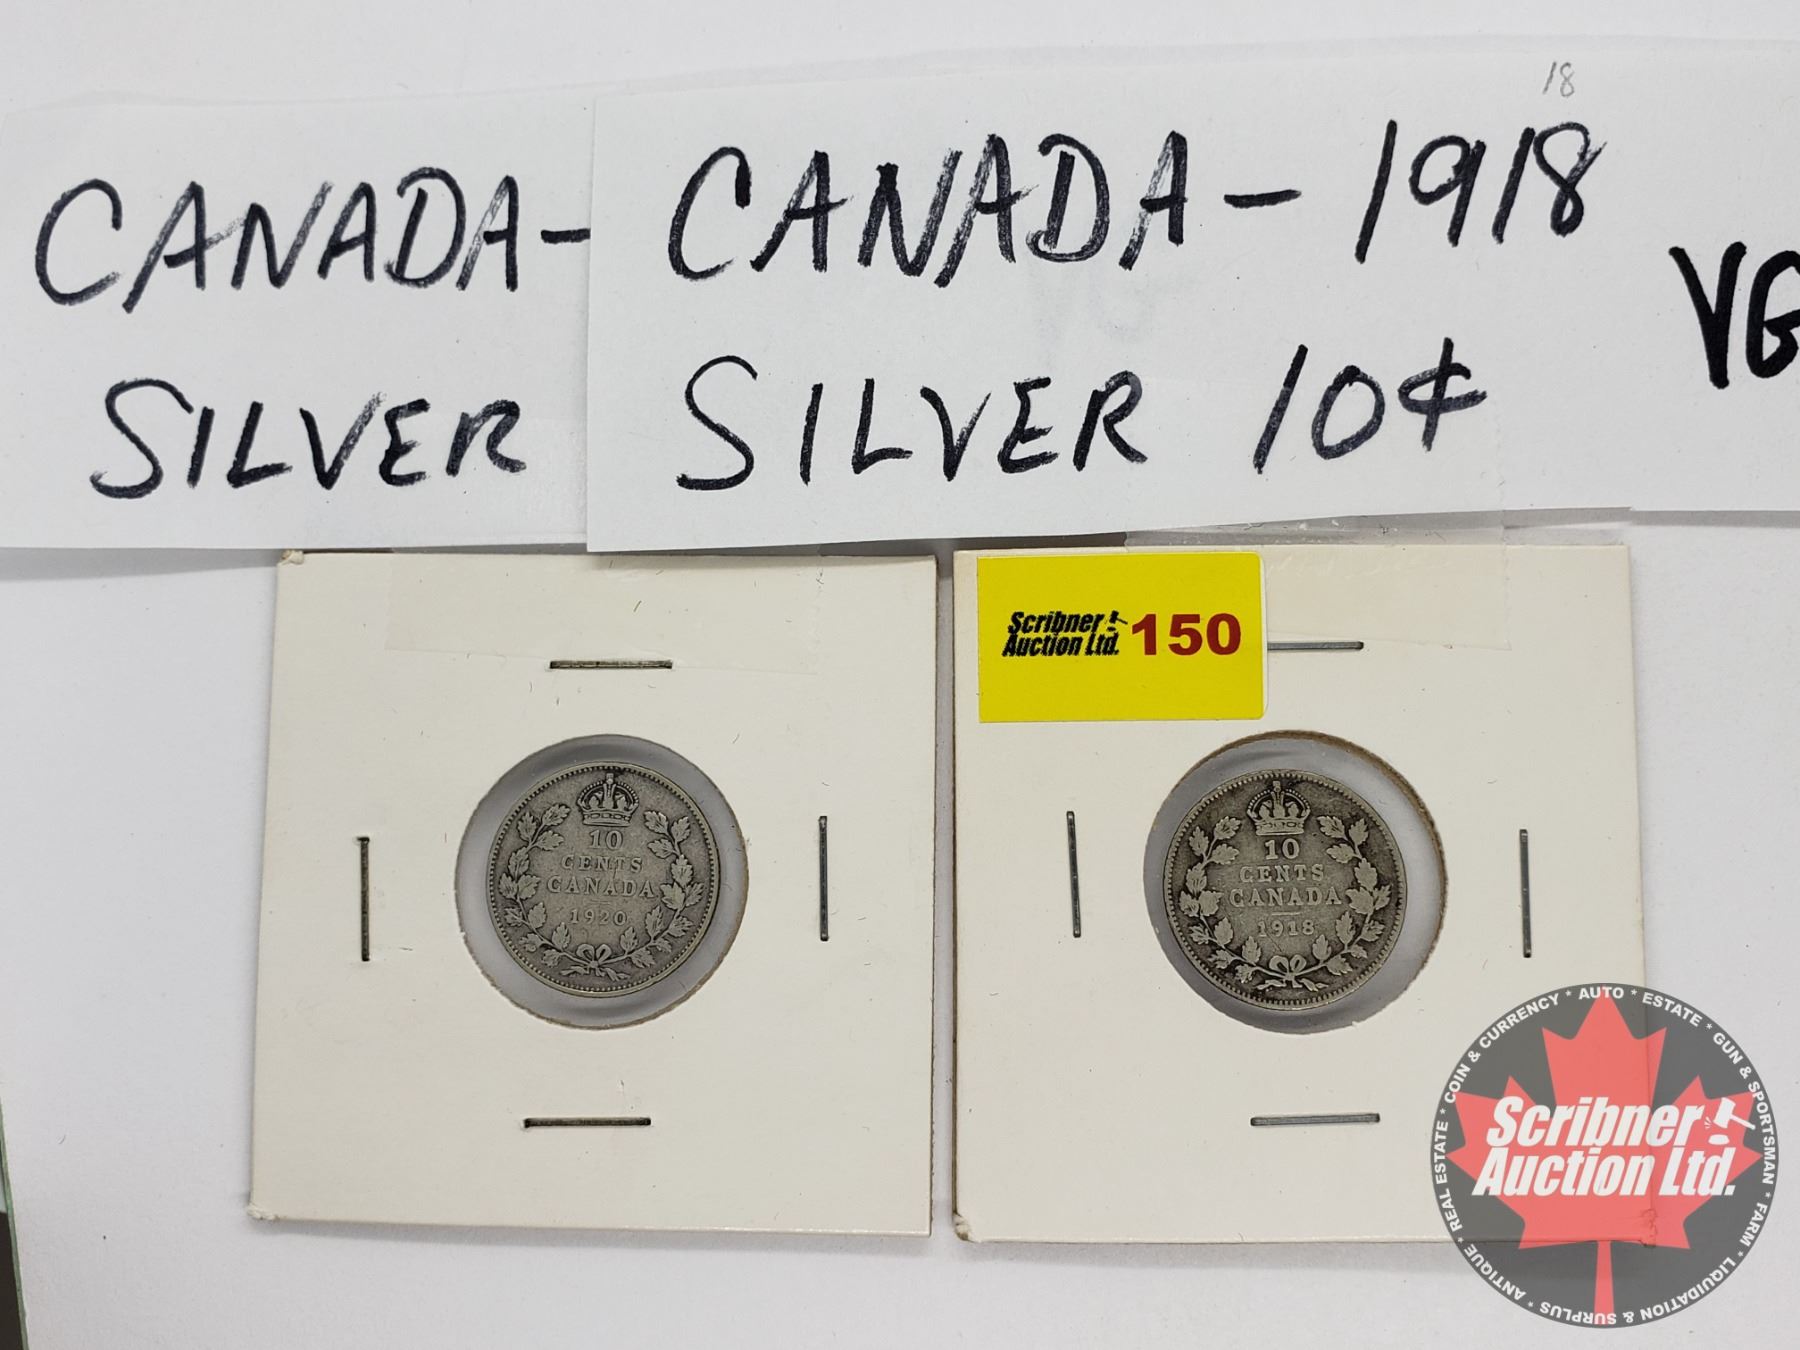 18
CANADA-
SILVER
CANADA - 1918
SILVER 10¢
VG
Scribner
Auction Ltd. 150
10
CENTS
CANADA
1920
10
CENTS
CANADA
1918
COIN & CURRENCY * AUTO * ESTATE * GUN & SPORTSMAN * FARM * LIQUIDATION & SURPLUS * ANTIQUE * REAL ESTATE *
Scribner
Auction Ltd.